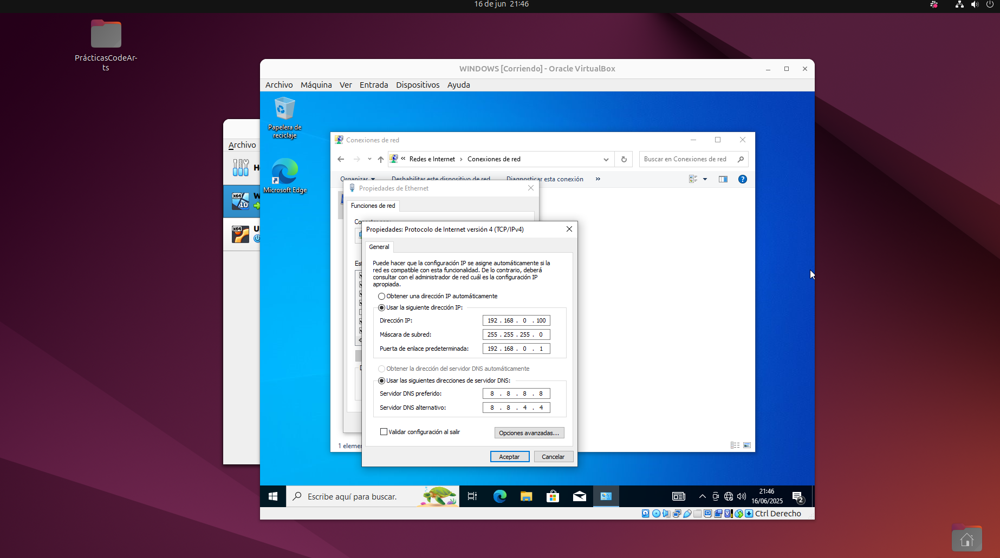 16 de jun 21:46
PrácticasCodeAr-
ts
WINDOWS [Corriendo] - Oracle VirtualBox
Archivo Máquina Ver Entrada Dispositivos Ayuda
Papelera de
reciclaje
Microsoft Edge
Archivo
Conexiones de red
« Redes e Internet › Conexiones de red
Buscar en Conexiones de red
Organizar Deshabilitar este dispositivo de red Diagnosticar esta conexión »
Propiedades de Ethernet
Funciones de red
Propiedades: Protocolo de Internet versión 4 (TCP/IPv4)
General
Puede hacer que la configuración IP se asigne automáticamente si la
red es compatible con esta funcionalidad. De lo contrario, deberá
consultar con el administrador de red cuál es la configuración IP
apropiada.
Obtener una dirección IP automáticamente
Usar la siguiente dirección IP:
Dirección IP: 192 . 168 . 0 . 100
Máscara de subred: 255 . 255 . 255 . 0
Puerta de enlace predeterminada: 192 . 168 . 0 . 1
Obtener la dirección del servidor DNS automáticamente
Usar las siguientes direcciones de servidor DNS:
Servidor DNS preferido: 8 . 8 . 8 . 8
Servidor DNS alternativo: 8 . 8 . 4 . 4
Validar configuración al salir
Opciones avanzadas...
Aceptar Cancelar
Escribe aquí para buscar.
21:46
16/06/2025
2
Ctrl Derecho